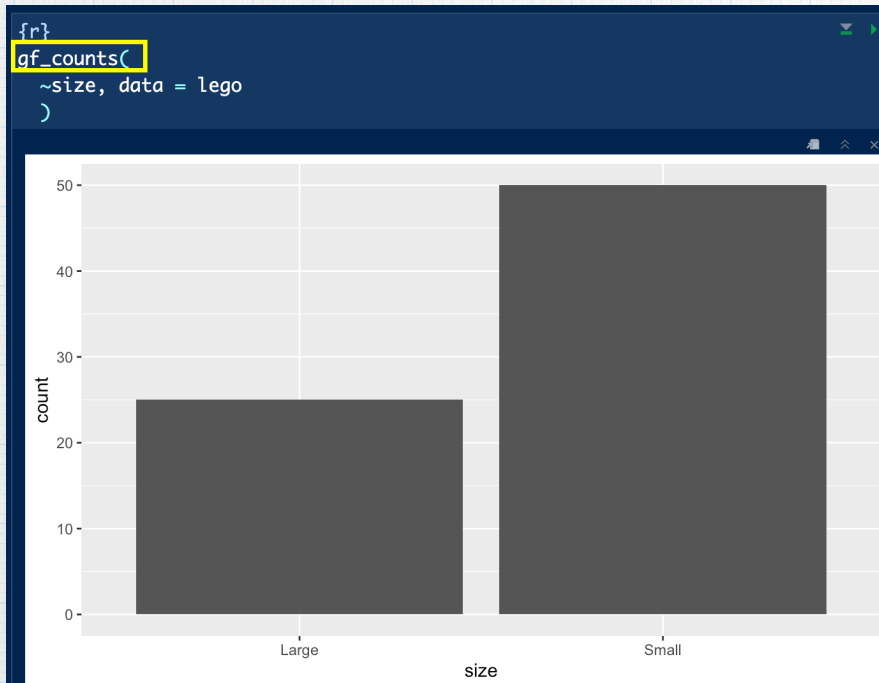 {r}
gf_counts(
~size, data = lego
)
50
40
30
20
10
0
count
Large Small
size